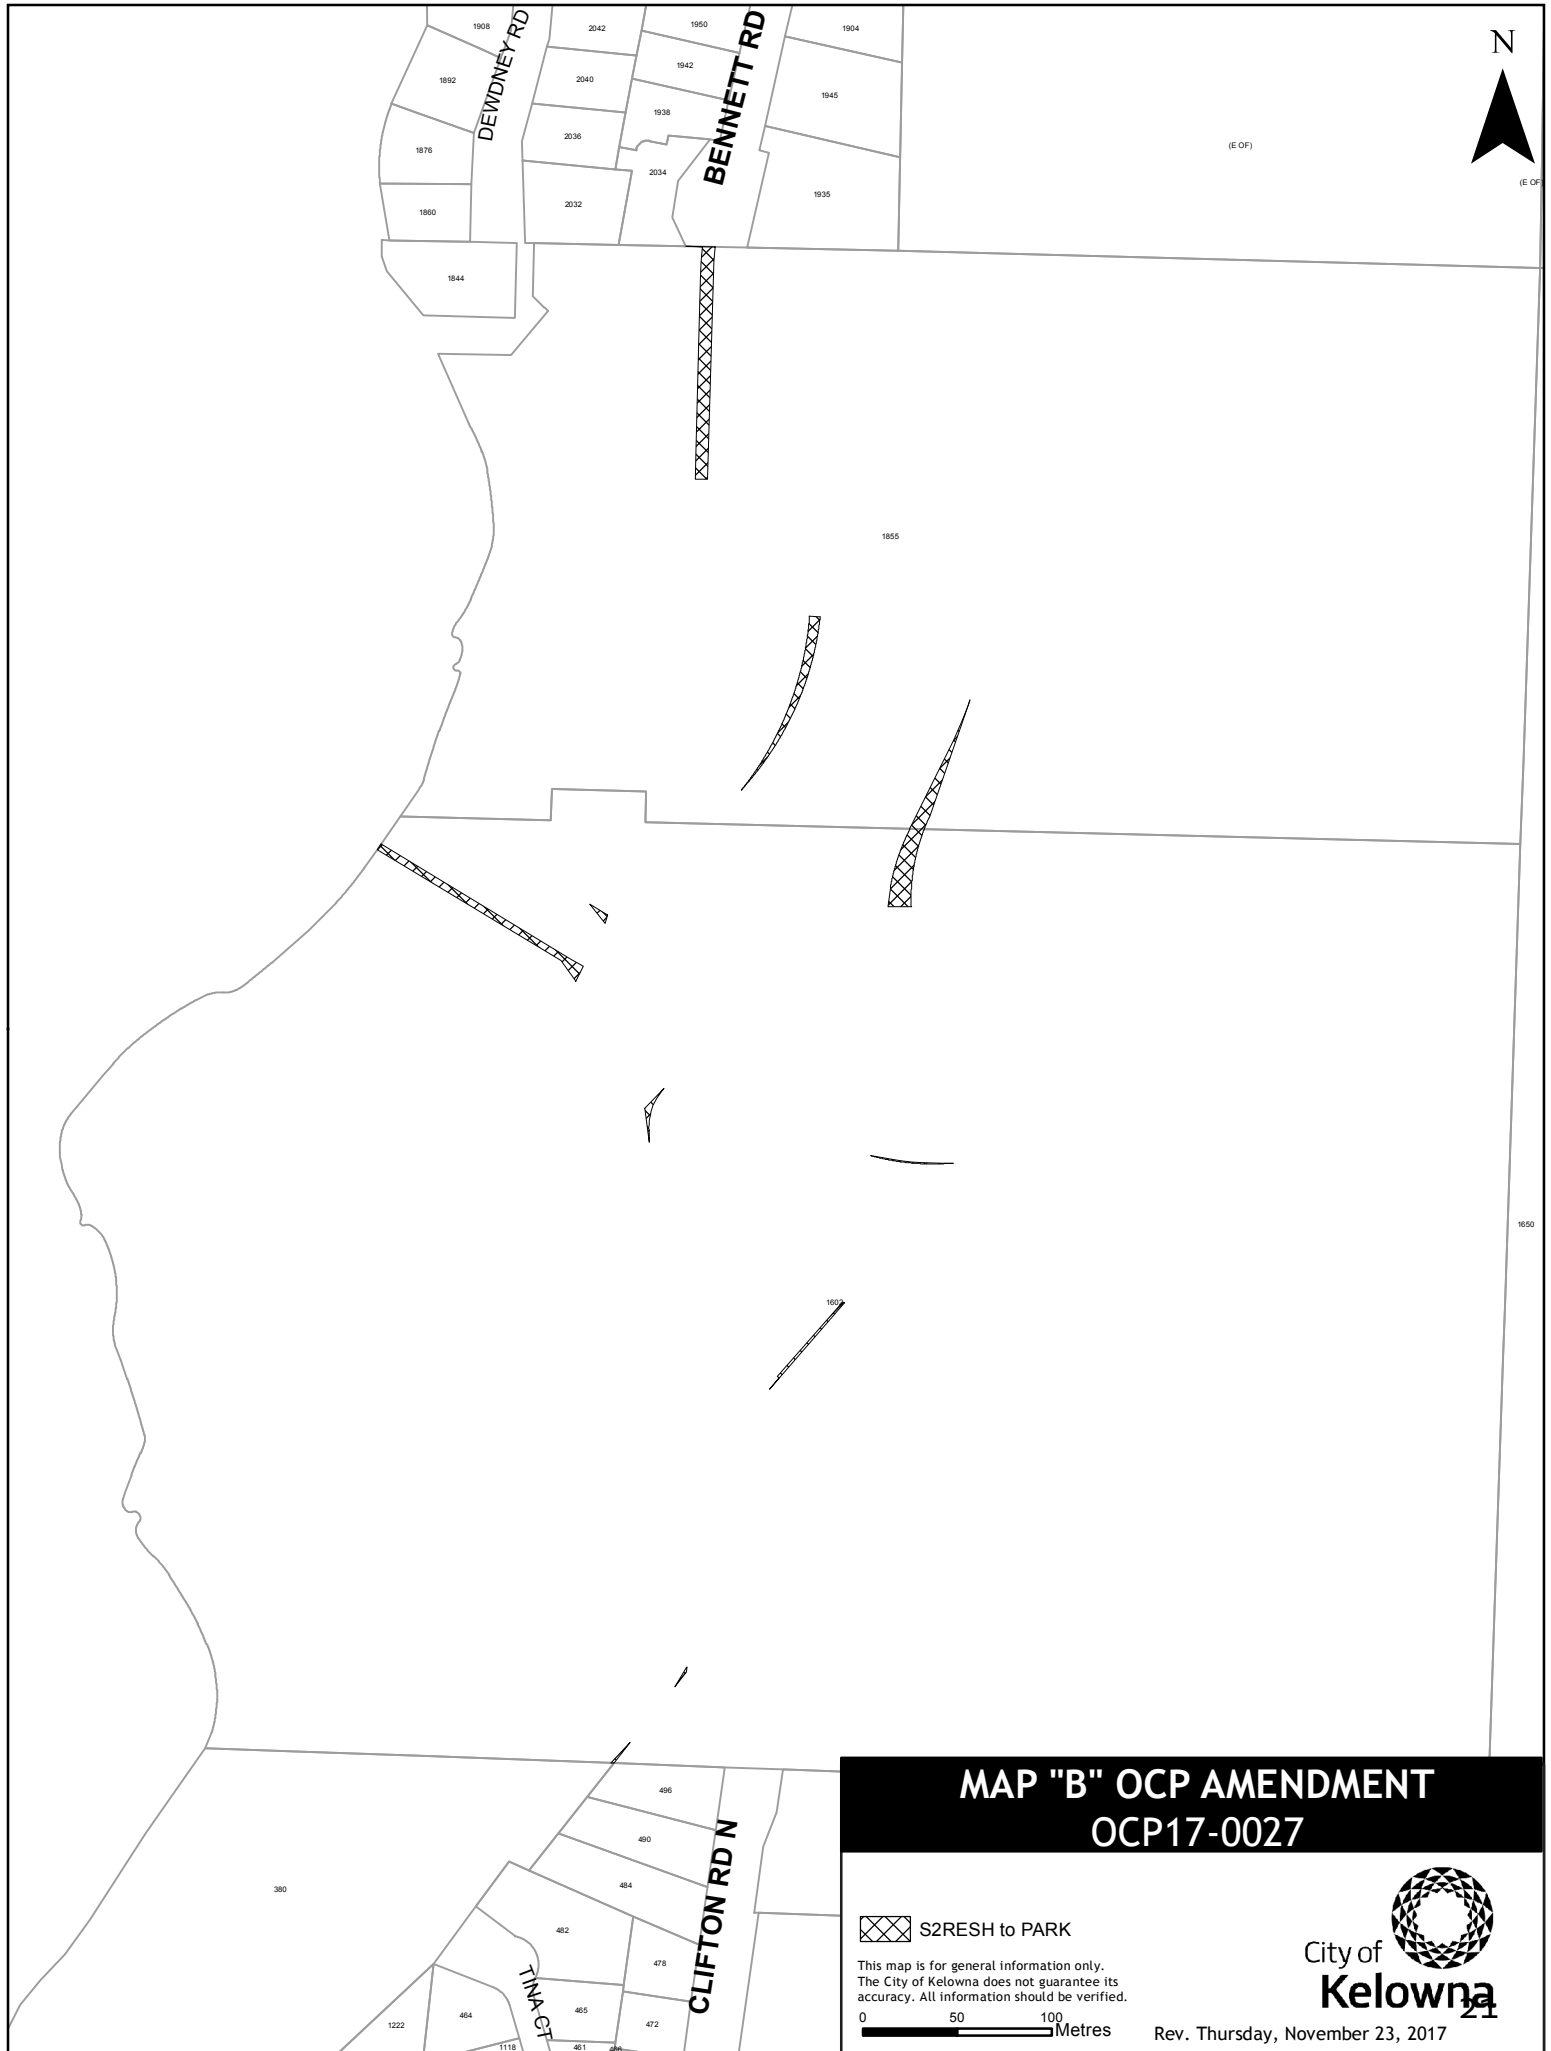 1908
2042
1950
1904
DEWDNEY RD
BENNETT RD
N
1892
2040
1942
1945
1938
1876
2036
(E OF)
2034
(E OF)
1860
2032
1935
1844
1855
1650
1602
496
490
484
380
482
478
CLIFTON RD N
TINA CT
464
465
472
1222
1118
461
MAP "B" OCP AMENDMENT
OCP17-0027
S2RESH to PARK
This map is for general information only.
The City of Kelowna does not guarantee its
accuracy. All information should be verified.
0 50 100
Metres
City of
Kelowna
21
Rev. Thursday, November 23, 2017